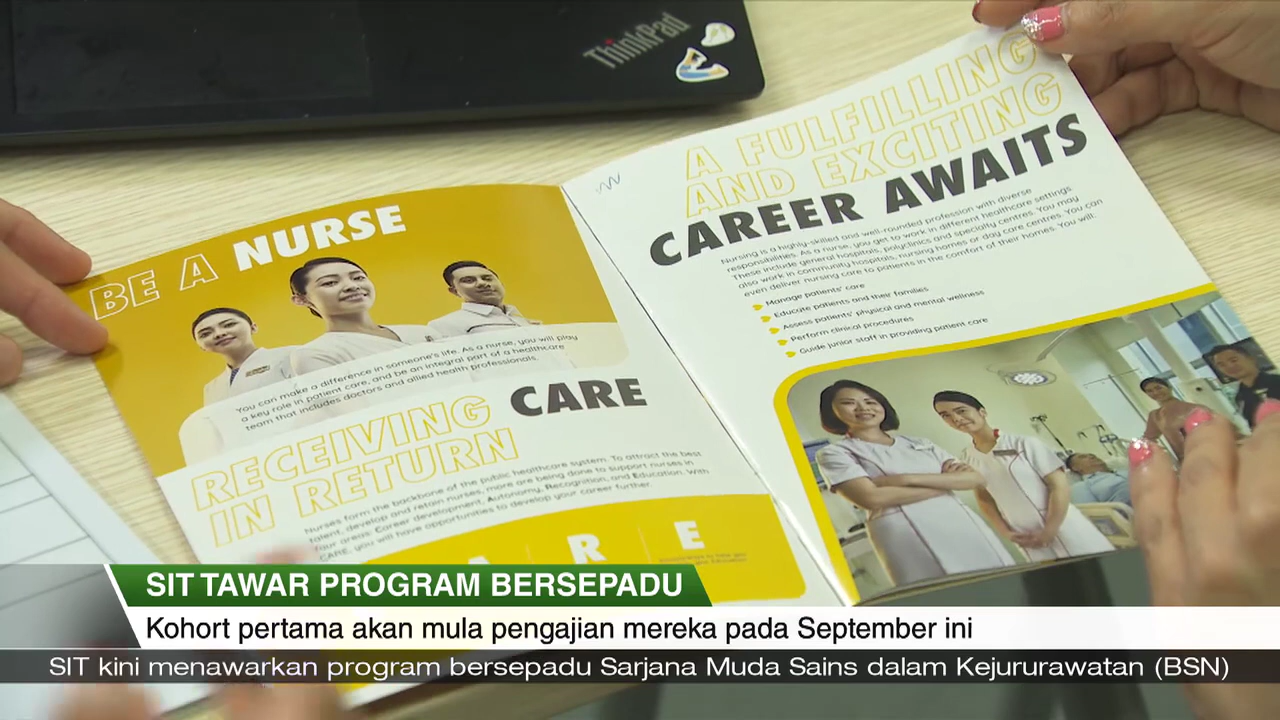 ThinkPad
BE A NURSE
You can make a difference in someone's life. As a nurse, you will play
a key role in patient care, and be an integral part of a healthcare
team that includes doctors and allied health professionals.
RECEIVING CARE
IN RETURN
Nurses form the backbone of the public healthcare system. To attract the best
talent, develop and retain nurses, more are being done to support nurses in
four areas: Career development, Autonomy, Recognition, and Education. With
CARE, you will have opportunities to develop your career further.
A R E
A FULFILLING
AND EXCITING
CAREER AWAITS
Nursing is a highly-skilled and well-rounded profession with diverse
responsibilities. As a nurse, you get to work in different healthcare settings.
These include general hospitals, polyclinics and specialty centres. You may
also work in community hospitals, nursing homes or day care centres. You can
even deliver nursing care to patients in the comfort of their homes. You will:
Manage patients' care
Educate patients and their families
Assess patients' physical and mental wellness
Perform clinical procedures
Guide junior staff in providing patient care
SIT TAWAR PROGRAM BERSEPADU
Kohort pertama akan mula pengajian mereka pada September ini
SIT kini menawarkan program bersepadu Sarjana Muda Sains dalam Kejururawatan (BSN)